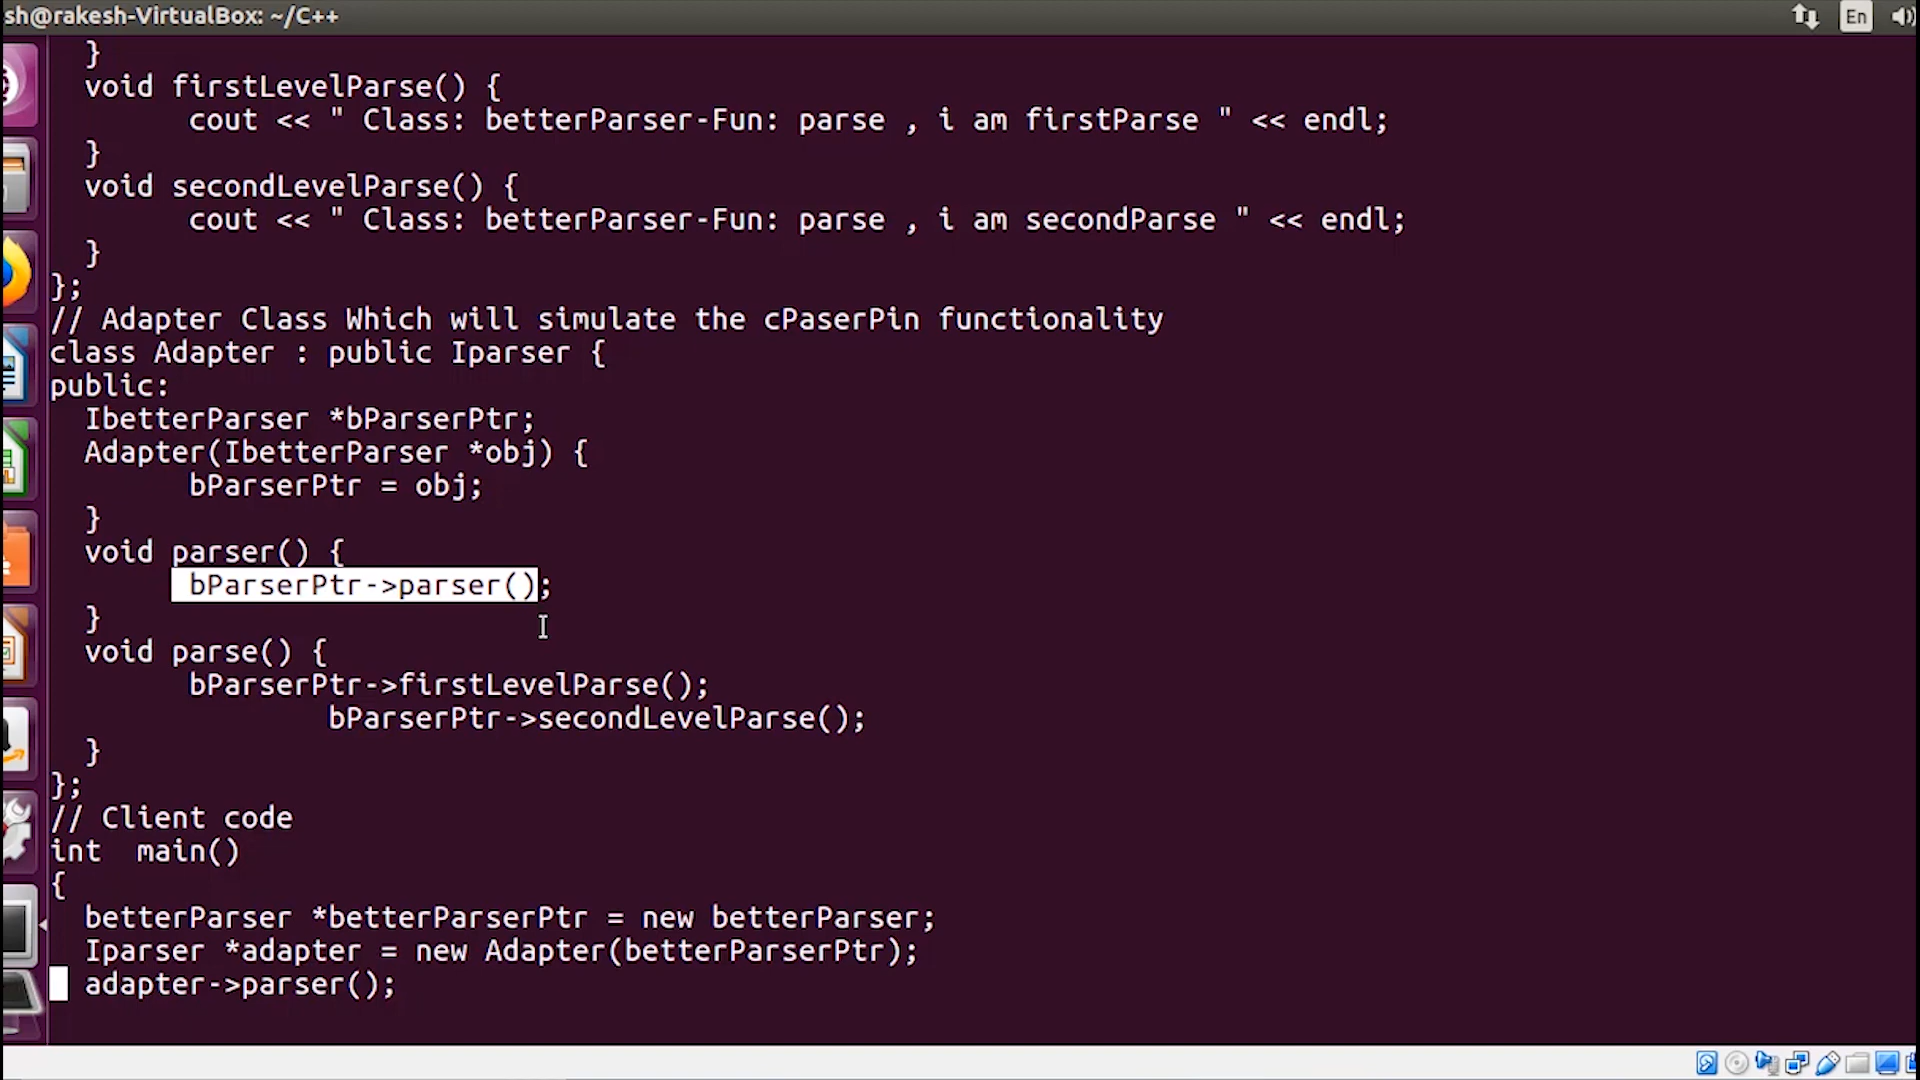 sh@rakesh-VirtualBox: ~/C++
En
}
void firstLevelParse() {
cout << " Class: betterParser-Fun: parse , i am firstParse " << endl;
}
void secondLevelParse() {
cout << " Class: betterParser-Fun: parse , i am secondParse " << endl;
}
};
// Adapter Class Which will simulate the cPaserPin functionality
class Adapter : public Iparser {
public:
IbetterParser *bParserPtr;
Adapter(IbetterParser *obj) {
bParserPtr = obj;
}
void parser() {
bParserPtr->parser();
}
void parse() {
bParserPtr->firstLevelParse();
bParserPtr->secondLevelParse();
}
};
// Client code
int  main()
{
betterParser *betterParserPtr = new betterParser;
Iparser *adapter = new Adapter(betterParserPtr);
adapter->parser();